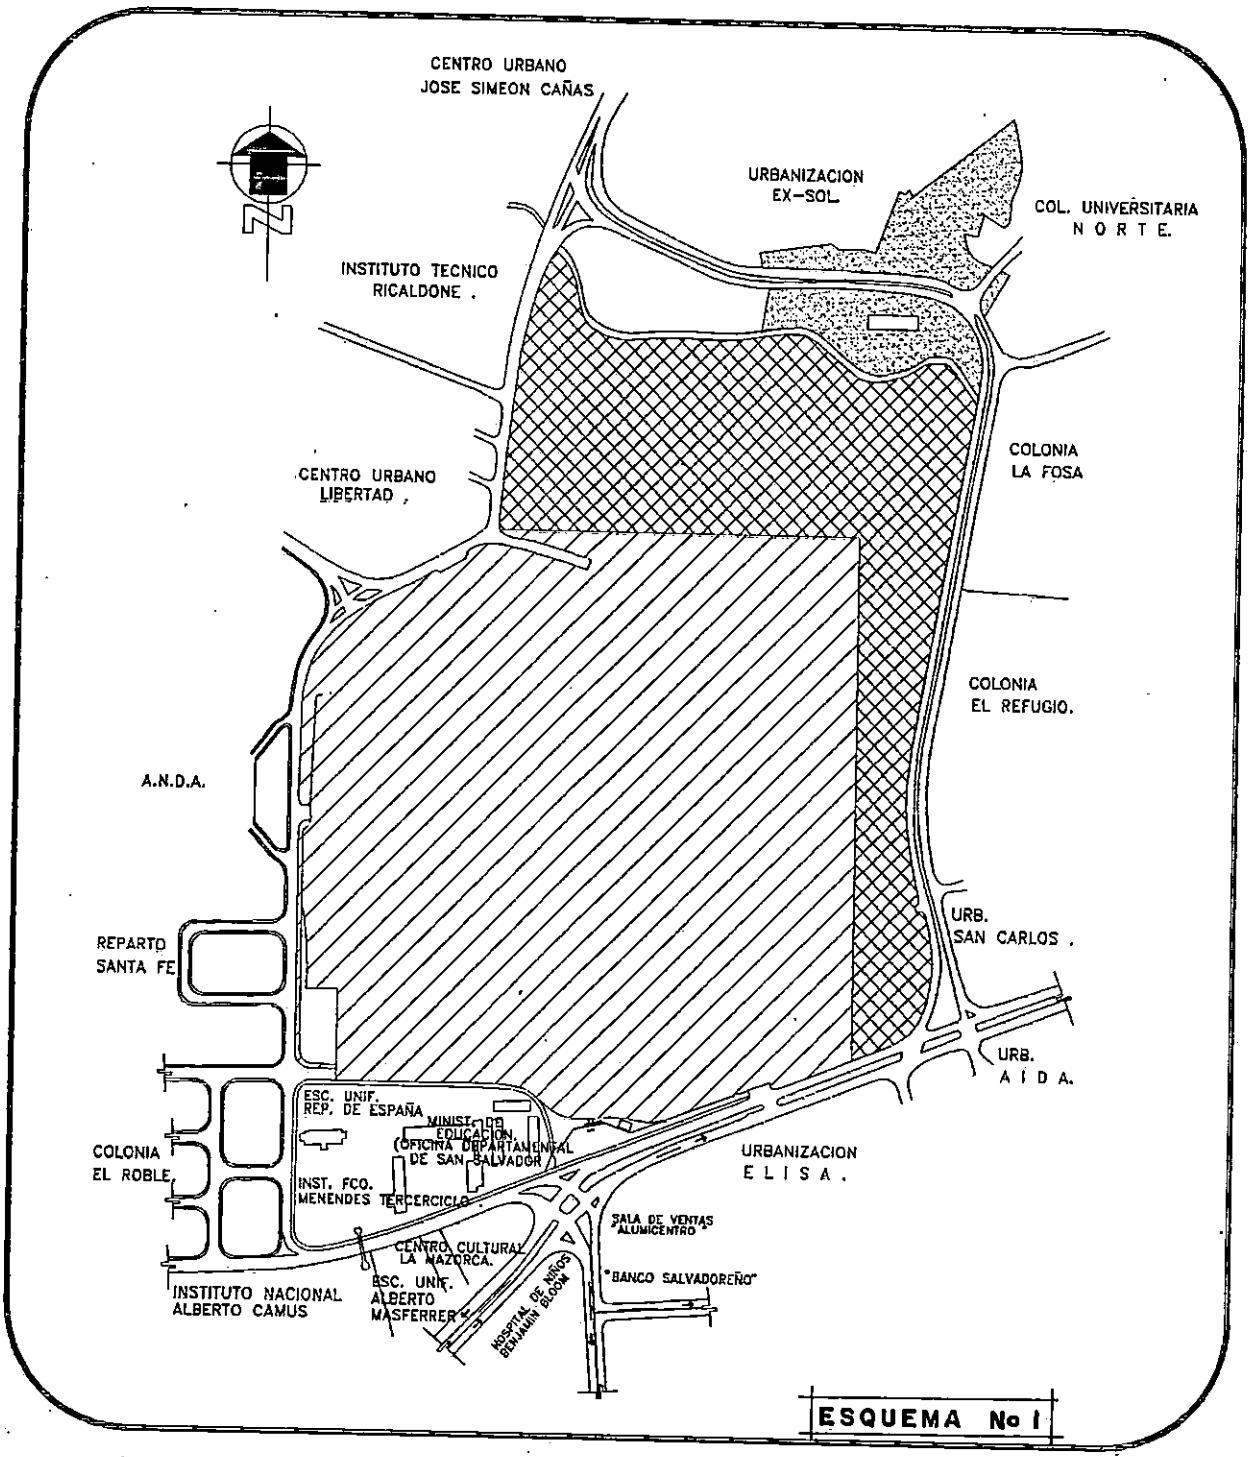 CENTRO URBANO
JOSE SIMEON CAÑAS
N
URBANIZACION
EX-SOL
COL. UNIVERSITARIA
NORTE.
INSTITUTO TECNICO
RICALDONE .
COLONIA
LA FOSA
CENTRO URBANO
LIBERTAD ,
COLONIA
EL REFUGIO.
A.N.D.A.
URB.
SAN CARLOS .
REPARTO
SANTA FE
URB.
AIDA.
ESC. UNIF.
REP. DE ESPAÑA
MINIST. DE
EDUCACION.
(OFICINA DEPARTAMENTAL
DE SAN SALVADOR
COLONIA
EL ROBLE.
URBANIZACION
ELISA.
INST. FCO.
MENENDES TERCERCICLO.
SALA DE VENTAS
"ALUMICENTRO"
CENTRO CULTURAL
LA MAZORCA.
"BANCO SALVADOREÑO"
INSTITUTO NACIONAL
ALBERTO CAMUS
ESC. UNIF.
ALBERTO
MASFERRER
HOSPITAL DE NIÑOS
BENJAMIN BLOOM
ESQUEMA No 1